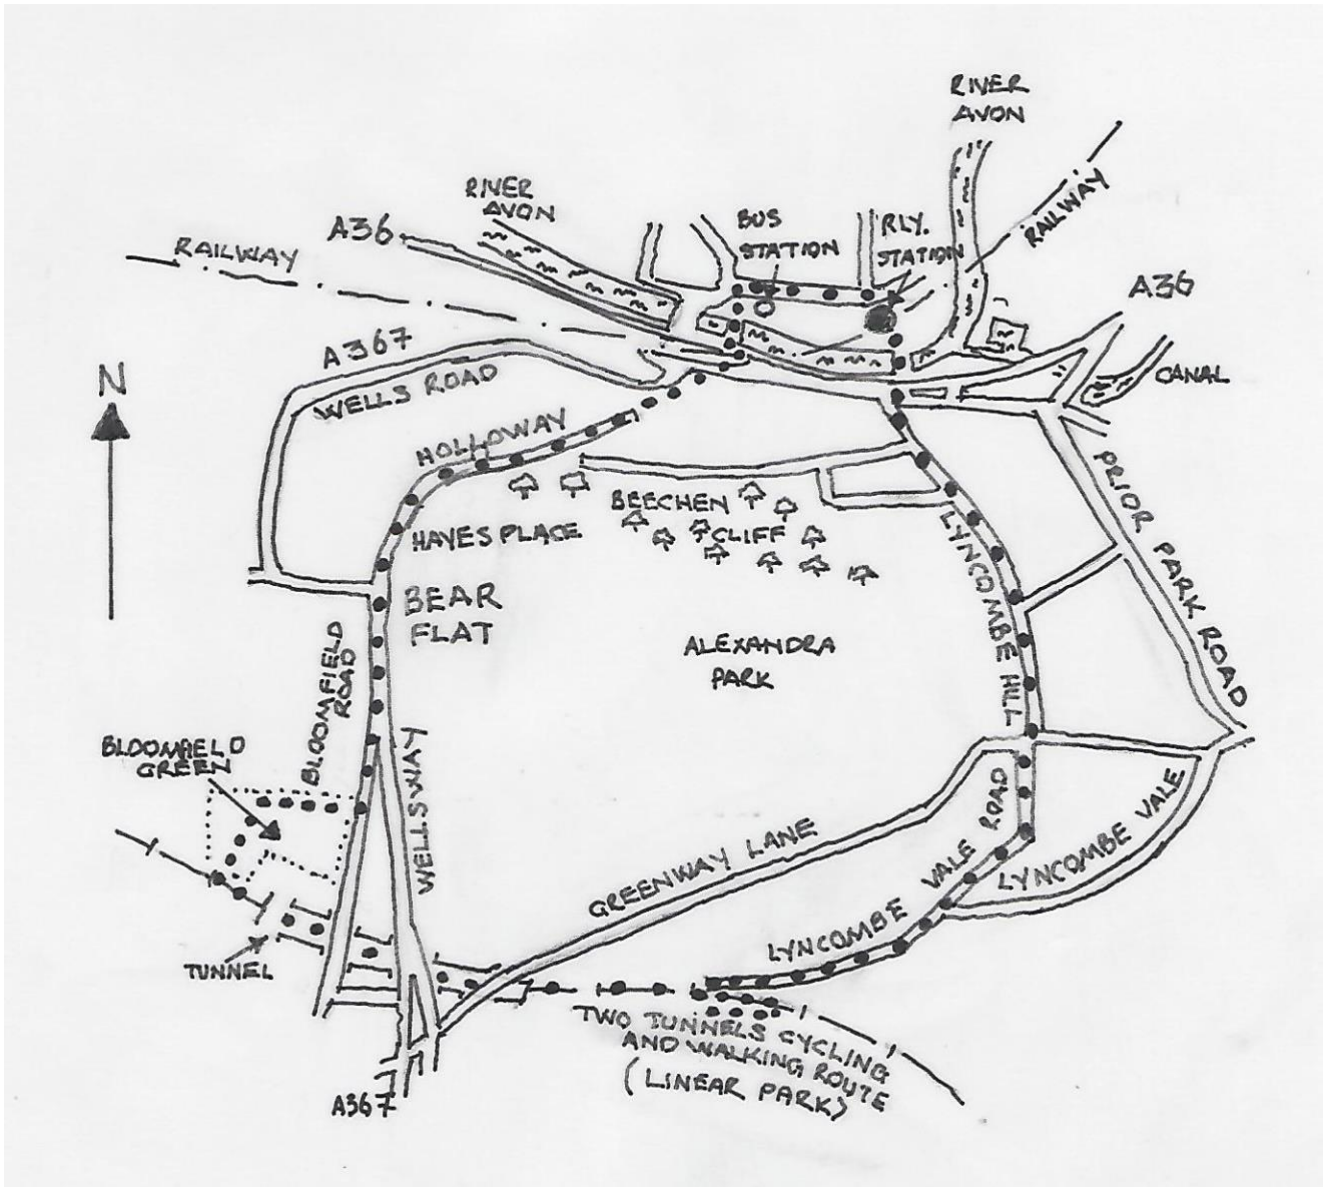 RIVER
AVON
RIVER
AVON
A36
RAILWAY
BUS
STATION
RLY.
STATION
RAILWAY
A36
A367
WELLS ROAD
CANAL
N
HOLLOWAY
BEECHEN
CLIFF
HAYES PLACE
BEAR
FLAT
LYNCOMBE HILL
PRIOR PARK ROAD
ALEXANDRA
PARK
BLOOMFIELD
ROAD
BLOOMFIELD
GREEN
WELLSWAY
GREENWAY LANE
LYNCOMBE VALE ROAD
LYNCOMBE VALE
TUNNEL
TWO TUNNELS CYCLING
AND WALKING ROUTE
(LINEAR PARK)
A367